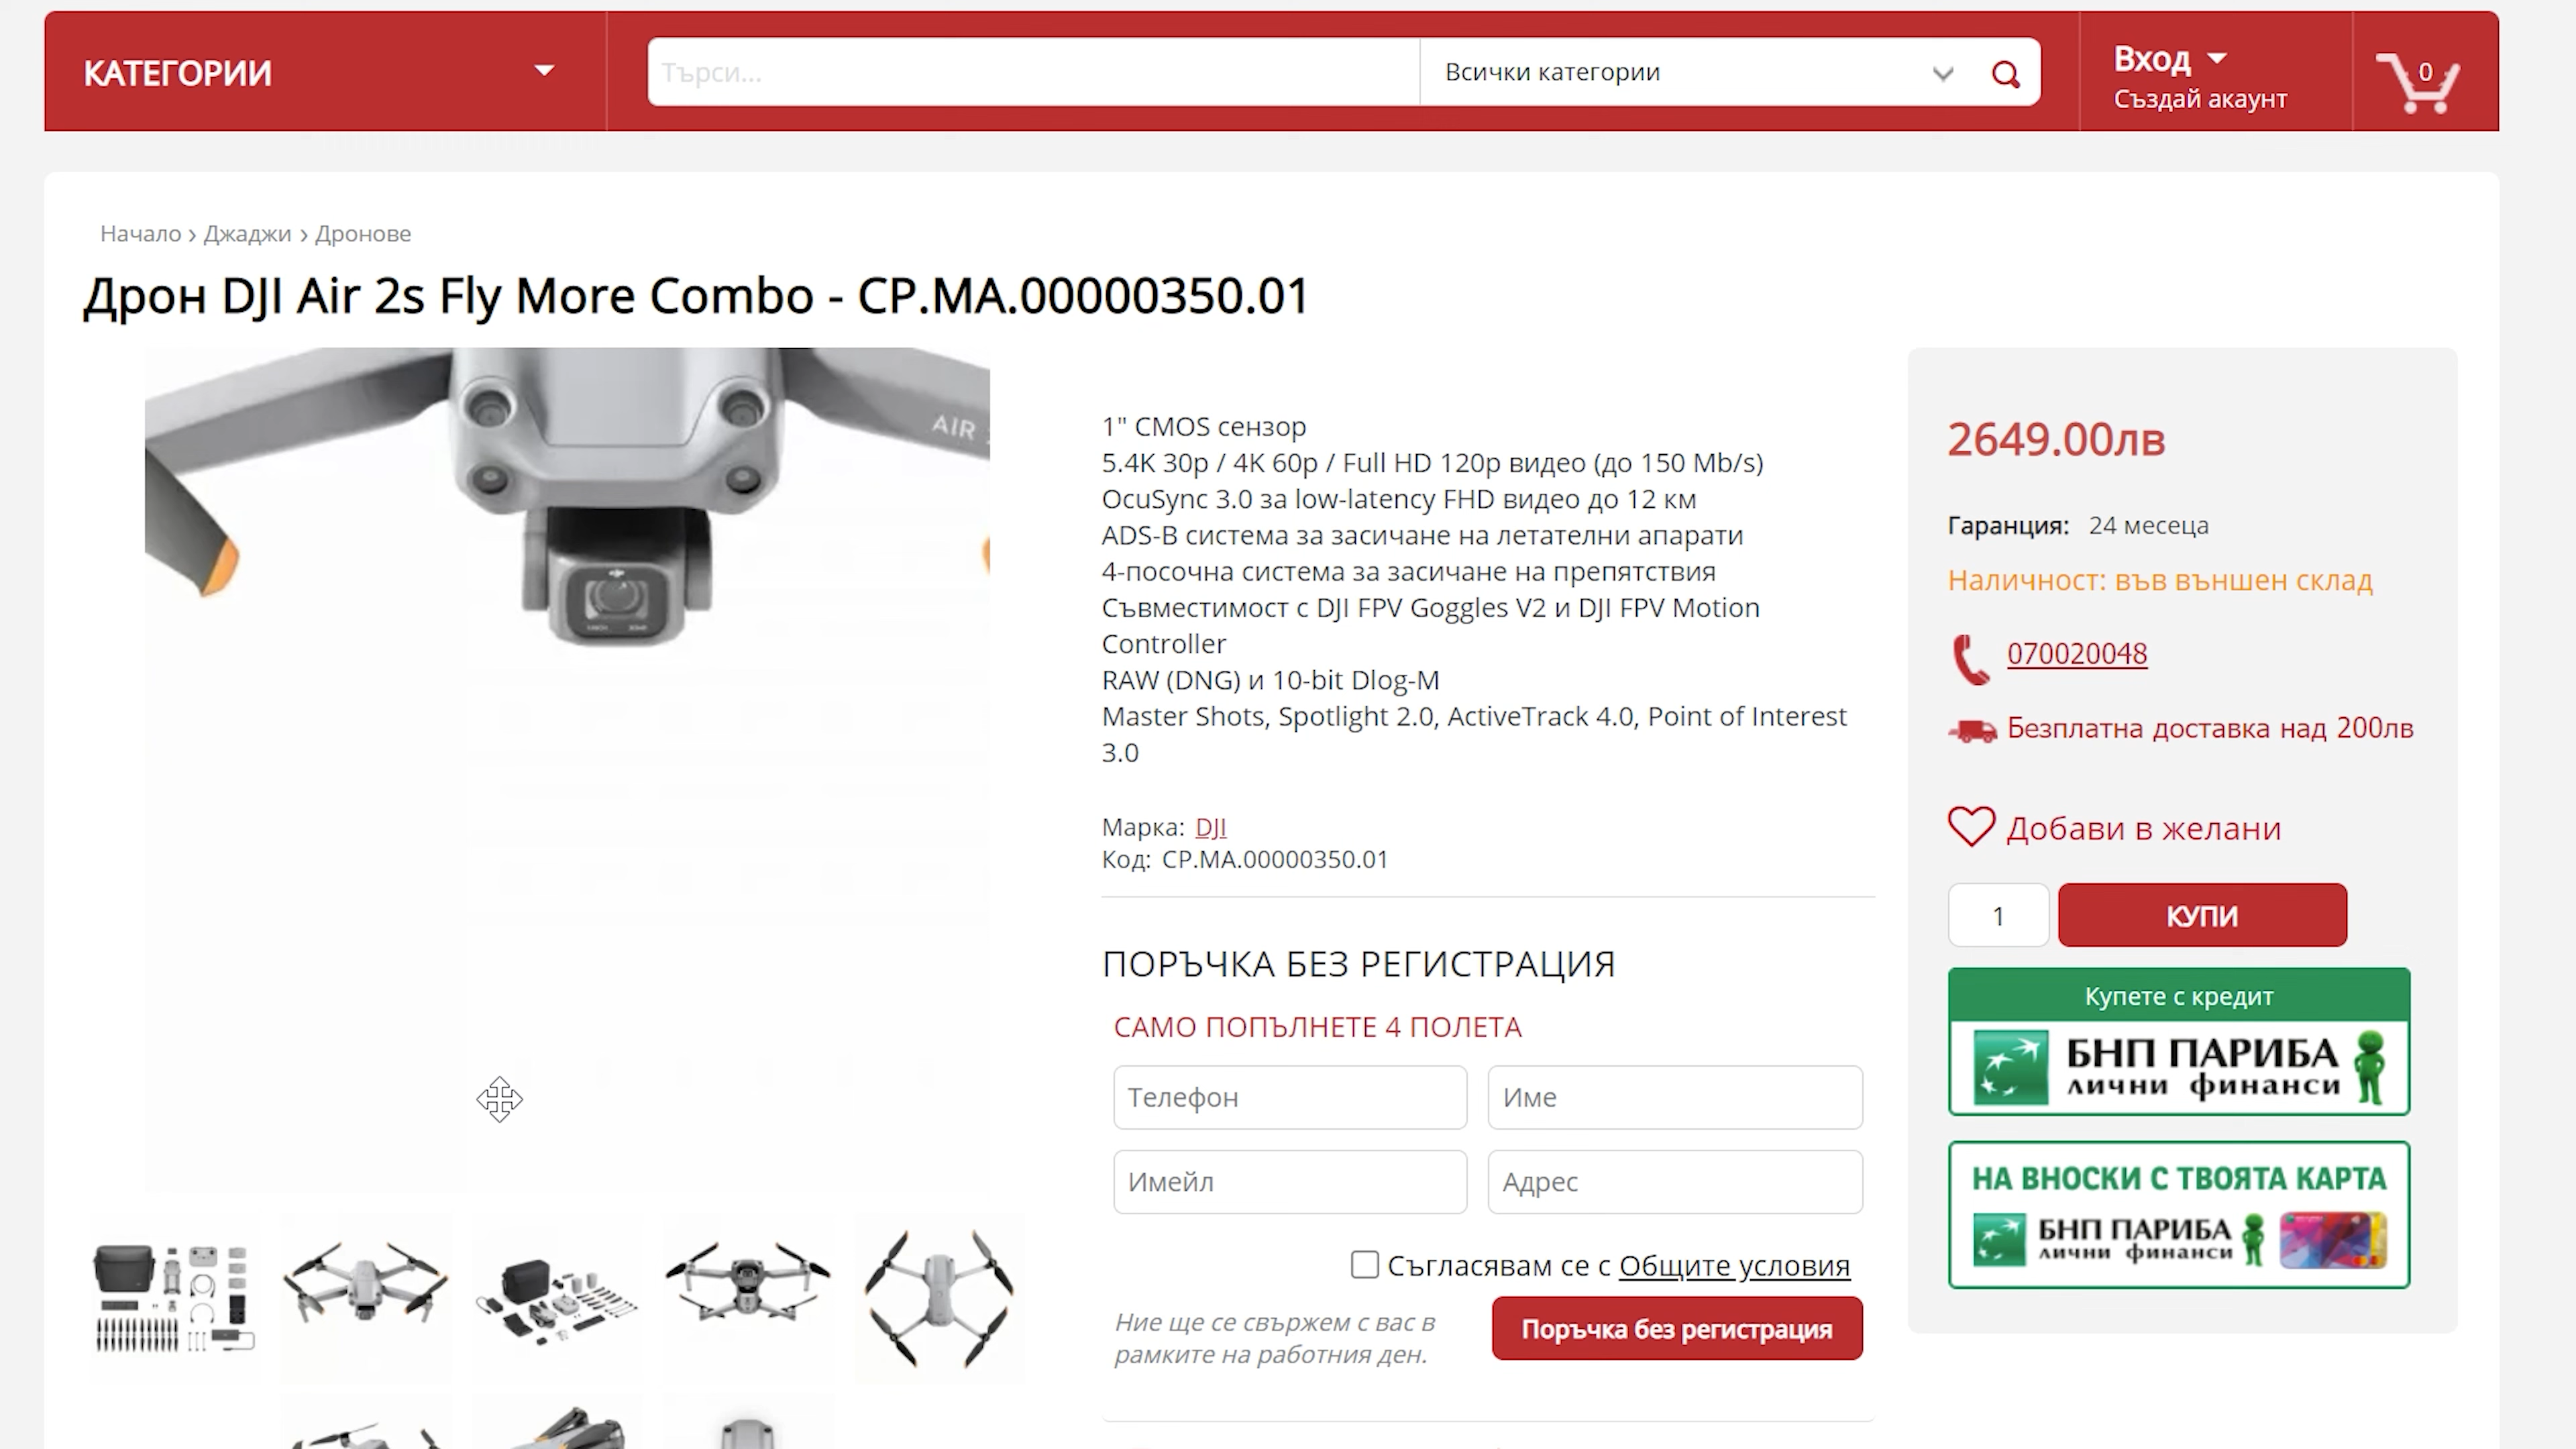 КАТЕГОРИИ
Търси...
Всички категории
Вход
Създай акаунт
0
Начало › Джаджи › Дронове
Дрон DJI Air 2s Fly More Combo - CP.MA.00000350.01
AIR
1" CMOS сензор
5.4K 30p / 4K 60p / Full HD 120p видео (до 150 Mb/s)
OcuSync 3.0 за low-latency FHD видео до 12 км
ADS-B система за засичане на летателни апарати
4-посочна система за засичане на препятствия
Съвместимост с DJI FPV Goggles V2 и DJI FPV Motion
Controller
RAW (DNG) и 10-bit Dlog-M
Master Shots, Spotlight 2.0, ActiveTrack 4.0, Point of Interest
3.0
Марка: DJI
Код: CP.MA.00000350.01
ПОРЪЧКА БЕЗ РЕГИСТРАЦИЯ
САМО ПОПЪЛНЕТЕ 4 ПОЛЕТА
Телефон
Име
Имейл
Адрес
Съгласявам се с Общите условия
Ние ще се свържем с вас в
рамките на работния ден.
Поръчка без регистрация
2649.00лв
Гаранция: 24 месеца
Наличност: във външен склад
070020048
Безплатна доставка над 200лв
Добави в желани
1
КУПИ
Купете с кредит
БНП ПАРИБА
лични финанси
НА ВНОСКИ С ТВОЯТА КАРТА
БНП ПАРИБА
лични финанси